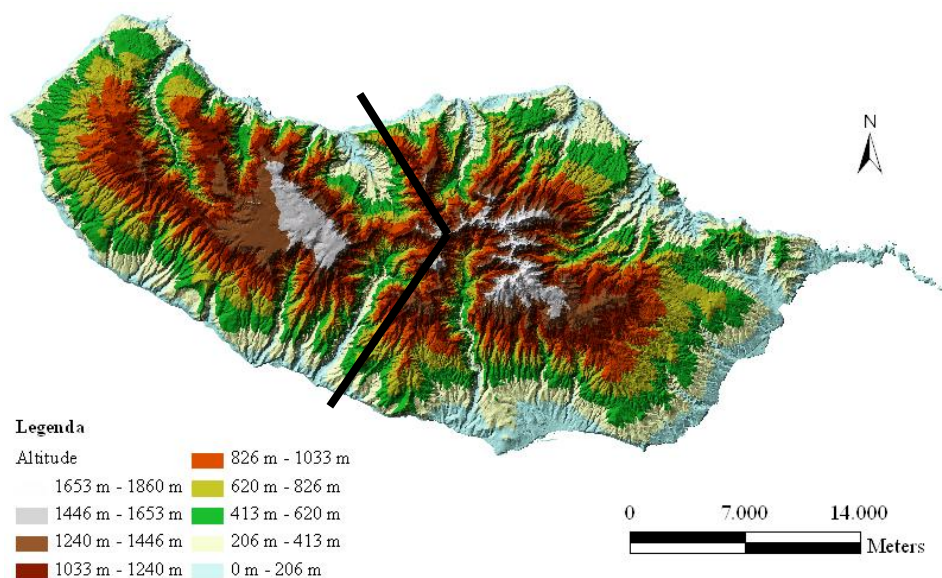 N
Legenda
Altitude
1653 m - 1860 m
1446 m - 1653 m
1240 m - 1446 m
1033 m - 1240 m
826 m - 1033 m
620 m - 826 m
413 m - 620 m
206 m - 413 m
0 m - 206 m
0 7.000 14.000
Meters